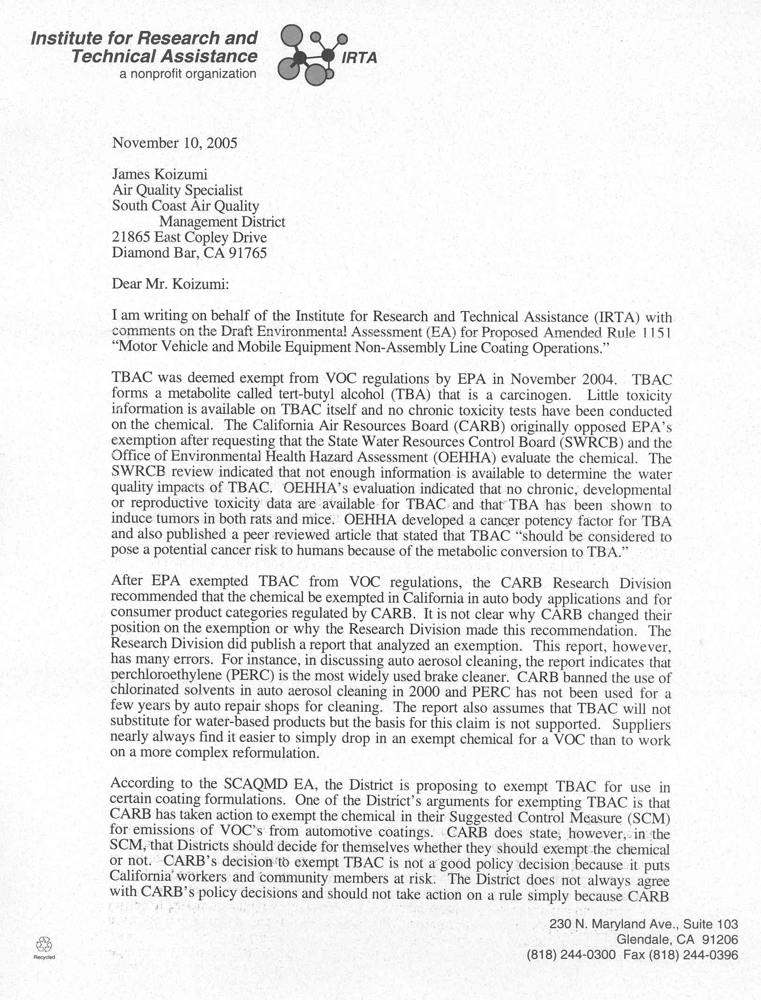 Institute for Research and
Technical Assistance
a nonprofit organization
IRTA
November 10, 2005
James Koizumi
Air Quality Specialist
South Coast Air Quality
Management District
21865 East Copley Drive
Diamond Bar, CA 91765
Dear Mr. Koizumi:
I am writing on behalf of the Institute for Research and Technical Assistance (IRTA) with
comments on the Draft Environmental Assessment (EA) for Proposed Amended Rule 1151
“Motor Vehicle and Mobile Equipment Non-Assembly Line Coating Operations.”
TBAC was deemed exempt from VOC regulations by EPA in November 2004. TBAC
forms a metabolite called tert-butyl alcohol (TBA) that is a carcinogen. Little toxicity
information is available on TBAC itself and no chronic toxicity tests have been conducted
on the chemical. The California Air Resources Board (CARB) originally opposed EPA’s
exemption after requesting that the State Water Resources Control Board (SWRCB) and the
Office of Environmental Health Hazard Assessment (OEHHA) evaluate the chemical. The
SWRCB review indicated that not enough information is available to determine the water
quality impacts of TBAC. OEHHA’s evaluation indicated that no chronic, developmental
or reproductive toxicity data are available for TBAC and that TBA has been shown to
induce tumors in both rats and mice. OEHHA developed a cancer potency factor for TBA
and also published a peer reviewed article that stated that TBAC “should be considered to
pose a potential cancer risk to humans because of the metabolic conversion to TBA.”
After EPA exempted TBAC from VOC regulations, the CARB Research Division
recommended that the chemical be exempted in California in auto body applications and for
consumer product categories regulated by CARB. It is not clear why CARB changed their
position on the exemption or why the Research Division made this recommendation. The
Research Division did publish a report that analyzed an exemption. This report, however,
has many errors. For instance, in discussing auto aerosol cleaning, the report indicates that
perchloroethylene (PERC) is the most widely used brake cleaner. CARB banned the use of
chlorinated solvents in auto aerosol cleaning in 2000 and PERC has not been used for a
few years by auto repair shops for cleaning. The report also assumes that TBAC will not
substitute for water-based products but the basis for this claim is not supported. Suppliers
nearly always find it easier to simply drop in an exempt chemical for a VOC than to work
on a more complex reformulation.
According to the SCAQMD EA, the District is proposing to exempt TBAC for use in
certain coating formulations. One of the District’s arguments for exempting TBAC is that
CARB has taken action to exempt the chemical in their Suggested Control Measure (SCM)
for emissions of VOC’s from automotive coatings. CARB does state, however, in the
SCM, that Districts should decide for themselves whether they should exempt the chemical
or not. CARB’s decision to exempt TBAC is not a good policy decision because it puts
California workers and community members at risk. The District does not always agree
with CARB’s policy decisions and should not take action on a rule simply because CARB
230 N. Maryland Ave., Suite 103
Glendale, CA 91206
(818) 244-0300 Fax (818) 244-0396
Recycled